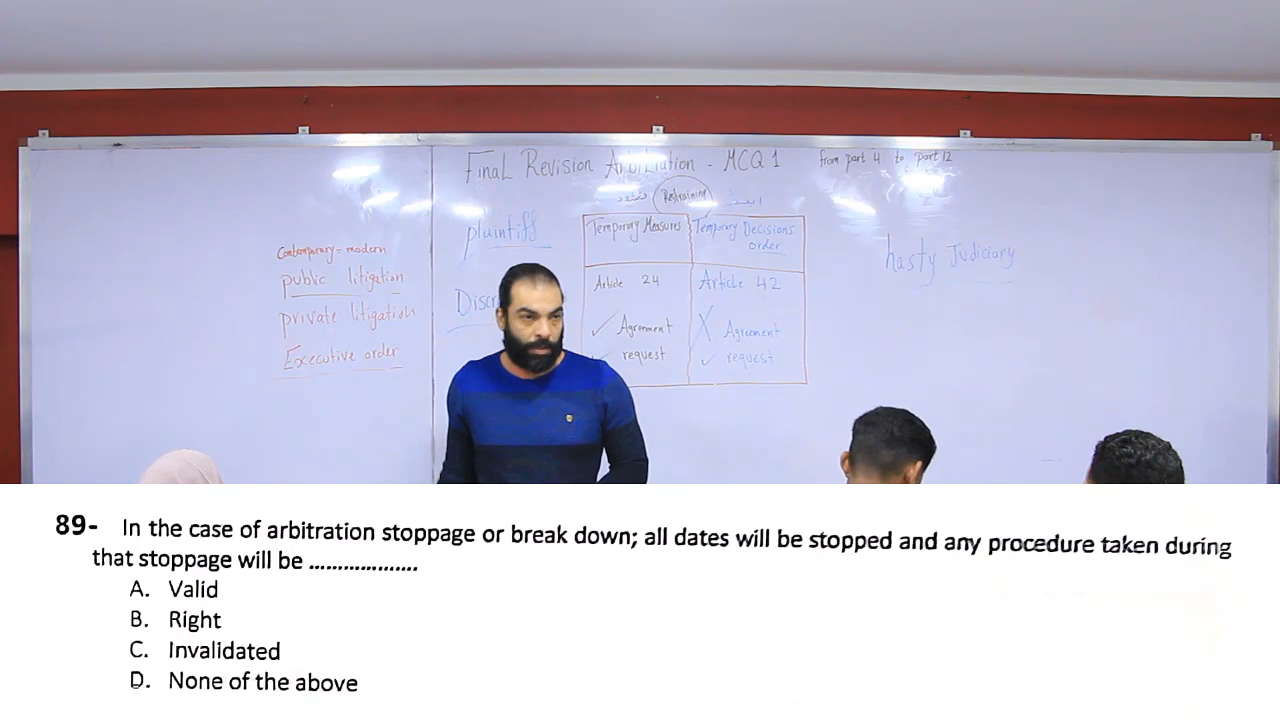 Final Revision Arbitration - MCQ 1
from part 4 to part 12
Restraining
plaintiff
Temporary Measures
Temporary Decisions
order
hasty Judiciary
Contemporary = modern
public litigation
private litigation
Executive order
Article 24
Article 42
✓ Agreement
X Agreement
request
✓ request
89- In the case of arbitration stoppage or break down; all dates will be stopped and any procedure taken during
that stoppage will be ...................
A. Valid
B. Right
C. Invalidated
D. None of the above